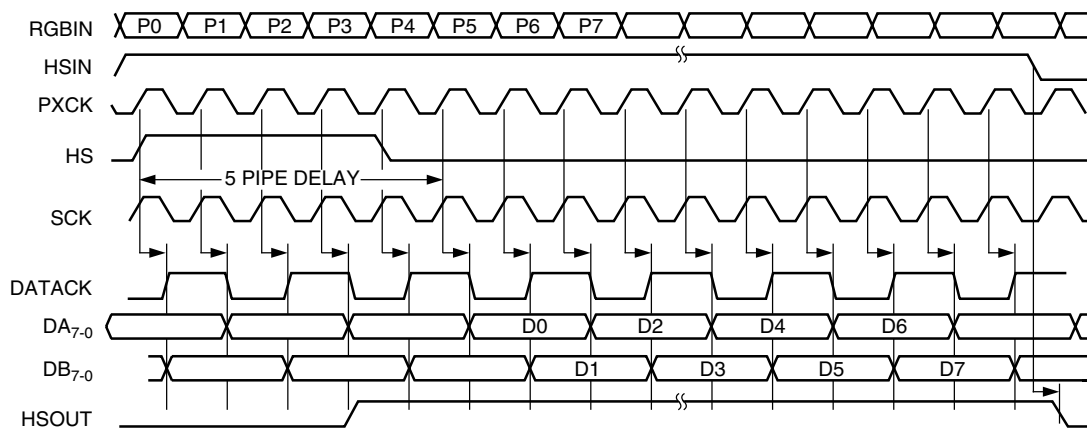 RGBIN P0 P1 P2 P3 P4 P5 P6 P7
HSIN
PXCK
HS
5 PIPE DELAY
SCK
DATACK
DA7-0 D0 D2 D4 D6
DB7-0 D1 D3 D5 D7
HSOUT